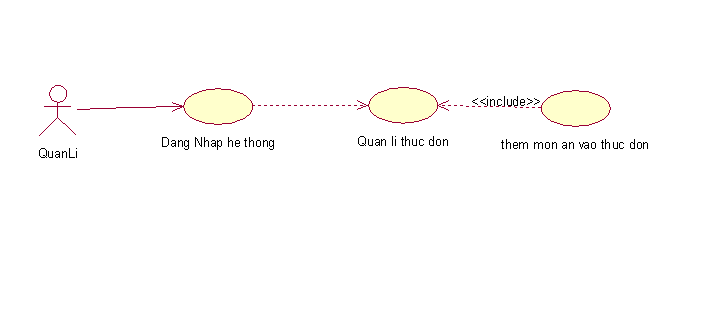 <<include>>
QuanLi
Dang Nhap he thong
Quan li thuc don
them mon an vao thuc don